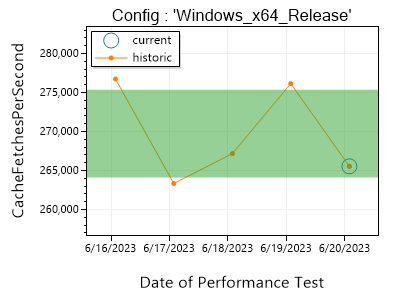 Config : 'Windows_x64_Release'
current
historic
CacheFetchesPerSecond
280,000
275,000
270,000
265,000
260,000
6/16/2023 6/17/2023 6/18/2023 6/19/2023 6/20/2023
Date of Performance Test